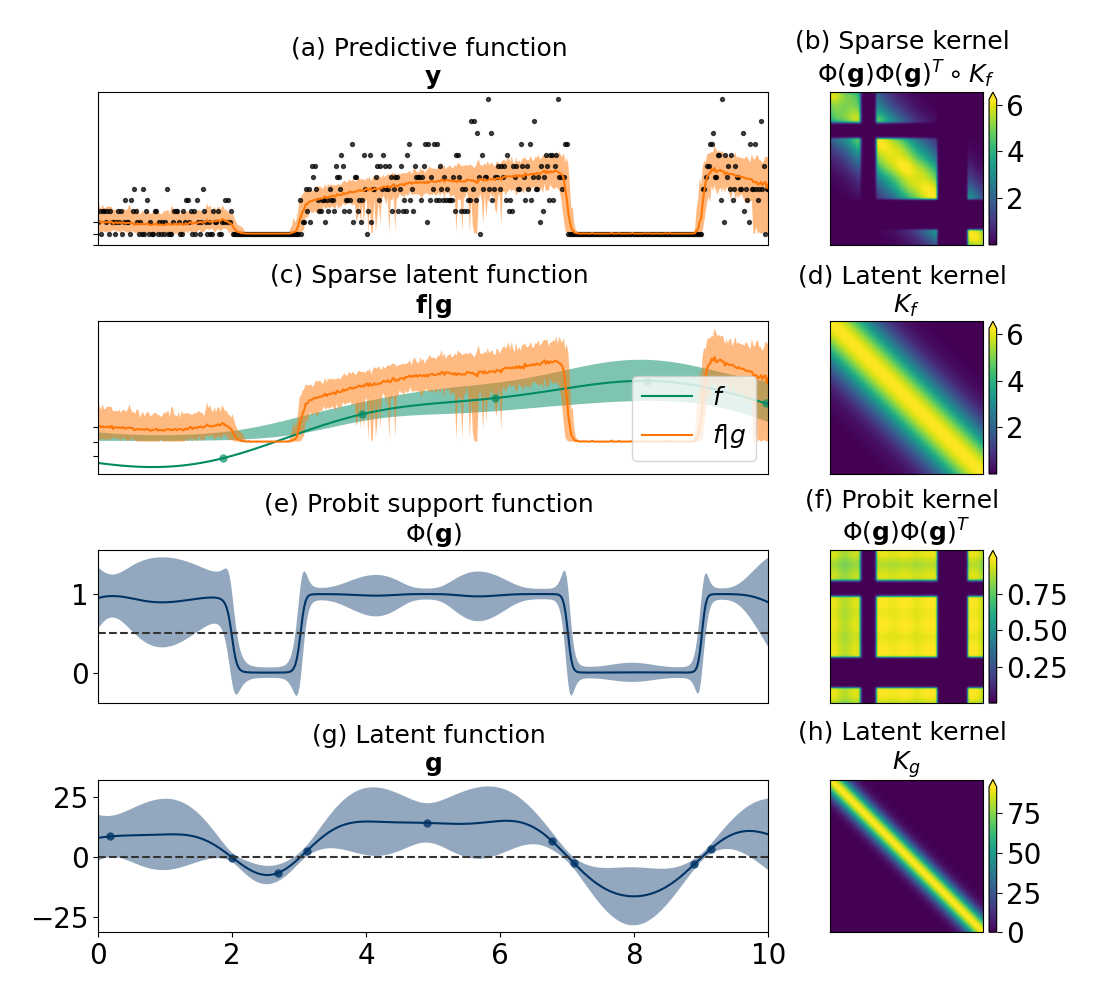 (a) Predictive function
y
(b) Sparse kernel
Φ(g)Φ(g)^T ∘ K_f
6
4
2
(c) Sparse latent function
f|g
f
f|g
(d) Latent kernel
K_f
6
4
2
(e) Probit support function
Φ(g)
1
0
(f) Probit kernel
Φ(g)Φ(g)^T
0.75
0.50
0.25
(g) Latent function
g
25
0
−25
0 2 4 6 8 10
(h) Latent kernel
K_g
75
50
25
0